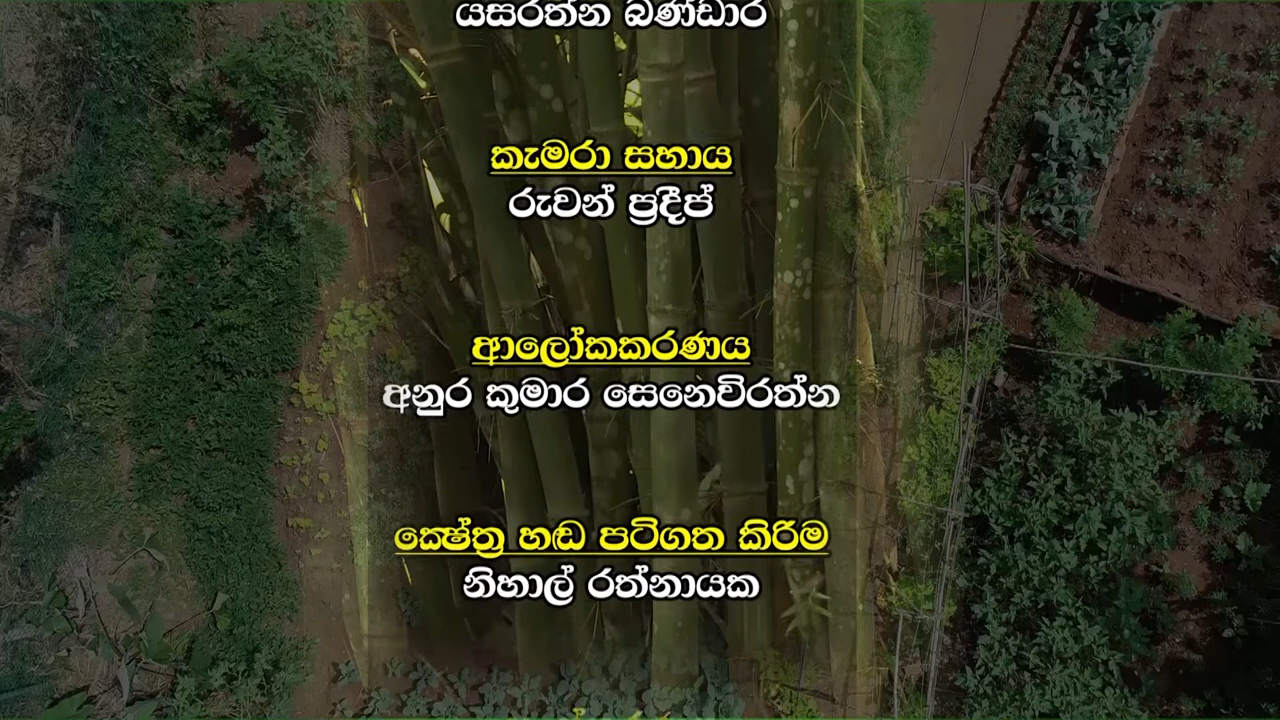 යසරත්න බණ්ඩාර
කැමරා සහාය
රුවන් ප්‍රදීප්
ආලෝකකරණය
අනුර කුමාර සෙනෙවිරත්න
ක්‍ෂේත්‍ර හඬ පටිගත කිරීම
නිහාල් රත්නායක